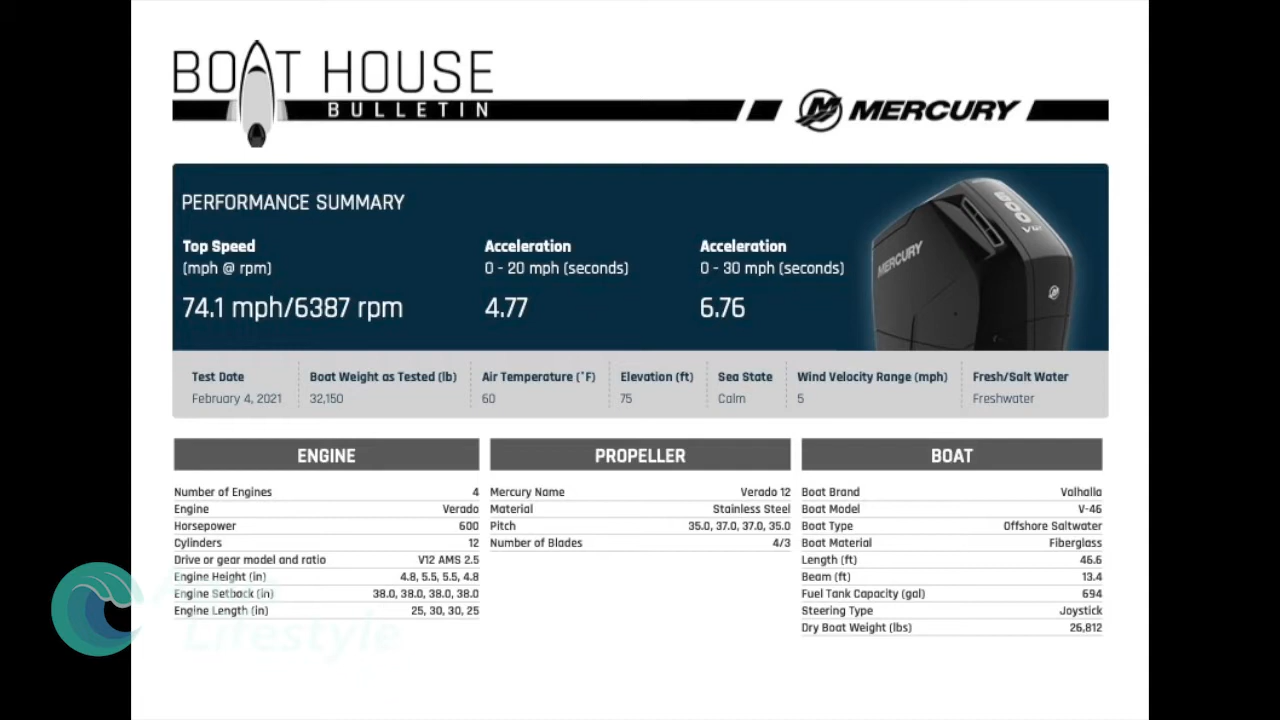 BOAT HOUSE
BULLETIN
MERCURY
PERFORMANCE SUMMARY
Top Speed
(mph @ rpm)
74.1 mph/6387 rpm
Acceleration
0 - 20 mph (seconds)
4.77
Acceleration
0 - 30 mph (seconds)
6.76
MERCURY
600
Test Date
February 4, 2021
Boat Weight as Tested (lb)
32,150
Air Temperature (°F)
60
Elevation (ft)
75
Sea State
Calm
Wind Velocity Range (mph)
5
Fresh/Salt Water
Freshwater
ENGINE
Number of Engines 4
Engine Verado
Horsepower 600
Cylinders 12
Drive or gear model and ratio V12 AMS 2.5
Engine Height (in) 4.8, 5.5, 5.5, 4.8
Engine Setback (in) 38.0, 38.0, 38.0, 38.0
Engine Length (in) 25, 30, 30, 25
PROPELLER
Mercury Name Verado 12
Material Stainless Steel
Pitch 35.0, 37.0, 37.0, 35.0
Number of Blades 4/3
BOAT
Boat Brand Valhalla
Boat Model V-46
Boat Type Offshore Saltwater
Boat Material Fiberglass
Length (ft) 46.6
Beam (ft) 13.4
Fuel Tank Capacity (gal) 694
Steering Type Joystick
Dry Boat Weight (lbs) 26,812
Lifestyle